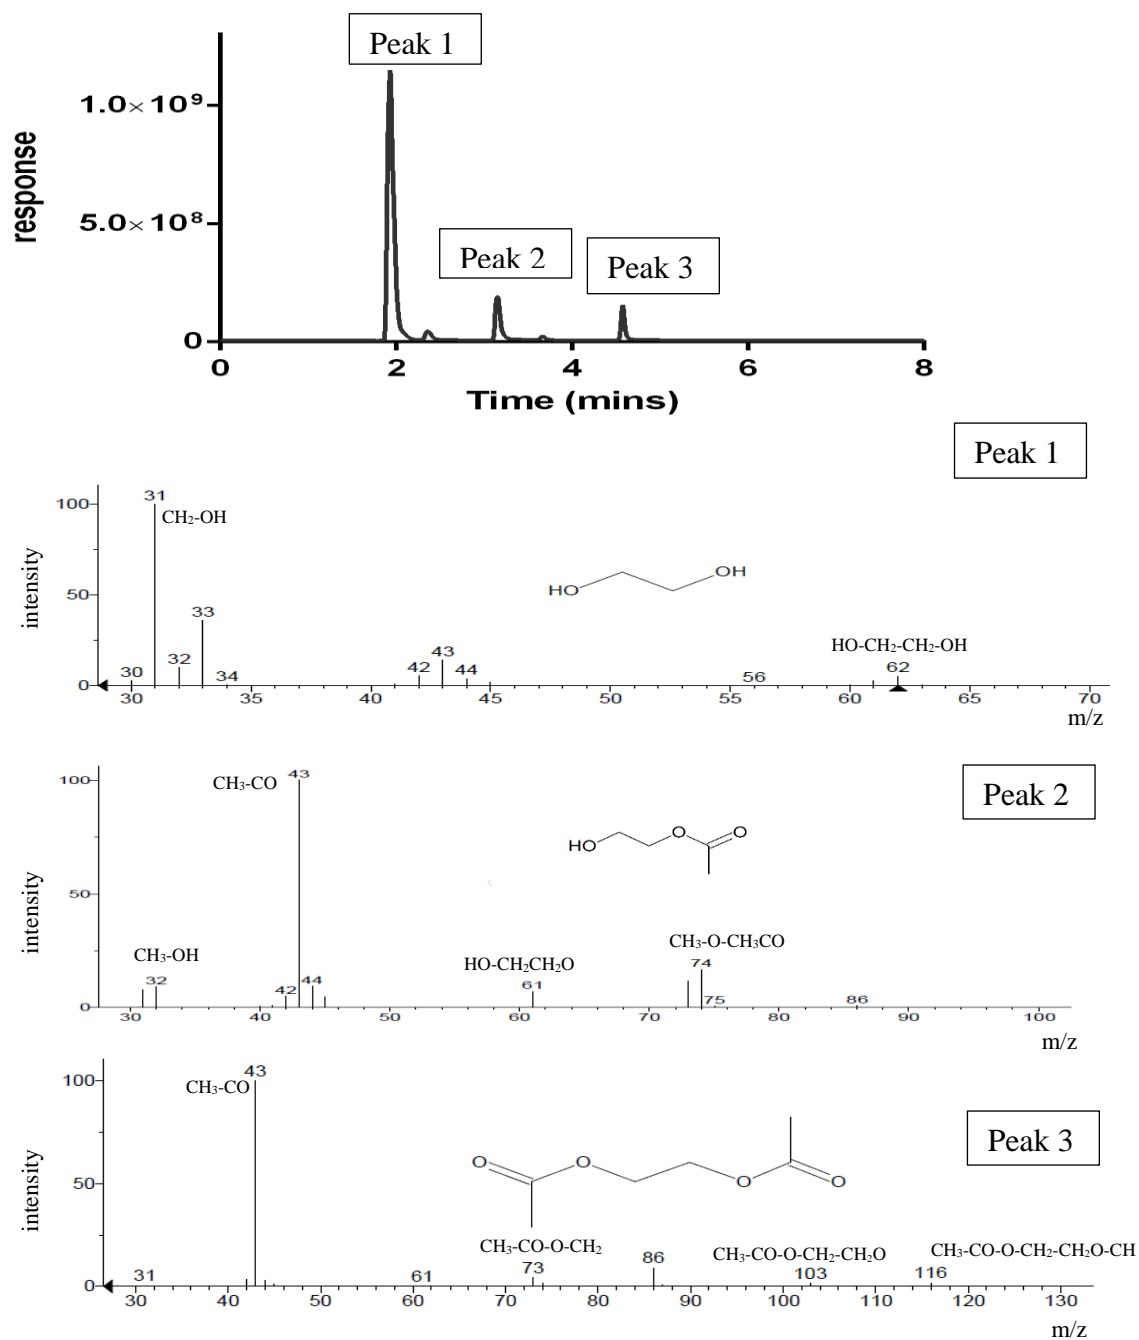 Peak 1
1.0× 10⁹
Peak 2
Peak 3
5.0× 10⁸
0
response
0 2 4 6 8
Time (mins)
Peak 1
100
31
CH₂-OH
intensity
50
33
HO OH
HO-CH₂-CH₂-OH
30 32 34 42 43 44 56 62
0
30 35 40 45 50 55 60 65 70
m/z
Peak 2
100
CH₃-CO 43
HO O O
intensity
50
CH₃-OH
HO-CH₂CH₂O
CH₃-O-CH₃CO
32 42 44 61 74 75 86
0
30 40 50 60 70 80 90 100
m/z
Peak 3
100
CH₃-CO 43
O O O O
intensity
50
CH₃-CO-O-CH₂
CH₃-CO-O-CH₂-CH₂O
CH₃-CO-O-CH₂-CH₂O-CH
31 61 73 86 103 116
0
30 40 50 60 70 80 90 100 110 120 130
m/z